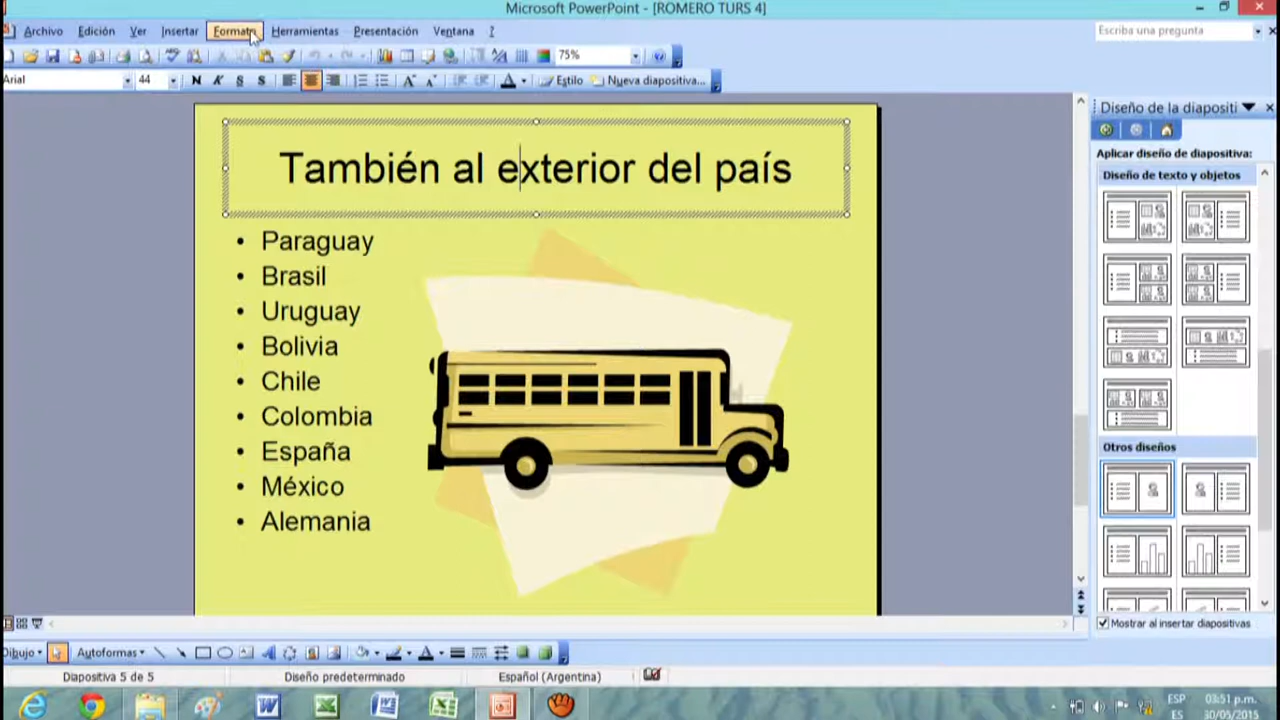 Microsoft PowerPoint - [ROMERO TURS 4]
Archivo Edición Ver Insertar Formato Herramientas Presentación Ventana ? Escriba una pregunta
75%
Arial 44 N K S S Estilo Nueva diapositiva...
Diseño de la diapositi
Aplicar diseño de diapositiva:
Diseño de texto y objetos
También al exterior del país
• Paraguay
• Brasil
• Uruguay
• Bolivia
• Chile
• Colombia
• España
• México
• Alemania
Otros diseños
Mostrar al insertar diapositivas
Dibujo Autoformas
Diapositiva 5 de 5 Diseño predeterminado Español (Argentina)
ESP 03:51 p.m.
ES 30/05/2015